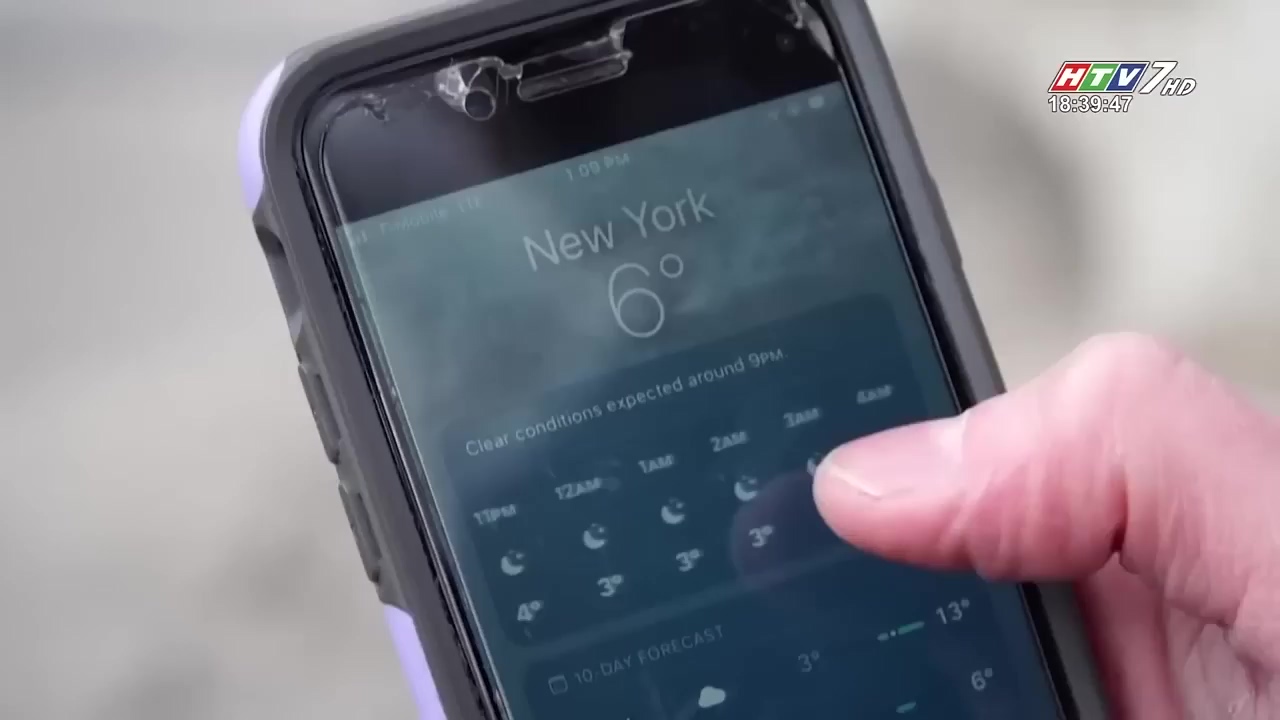 HTV7 HD
18:39:47
T-Mobile LTE
1:09 PM
New York
6°
Clear conditions expected around 9PM.
11PM 12AM 1AM 2AM 3AM 4AM
4° 3° 3° 3°
10-DAY FORECAST
3° 13°
6°